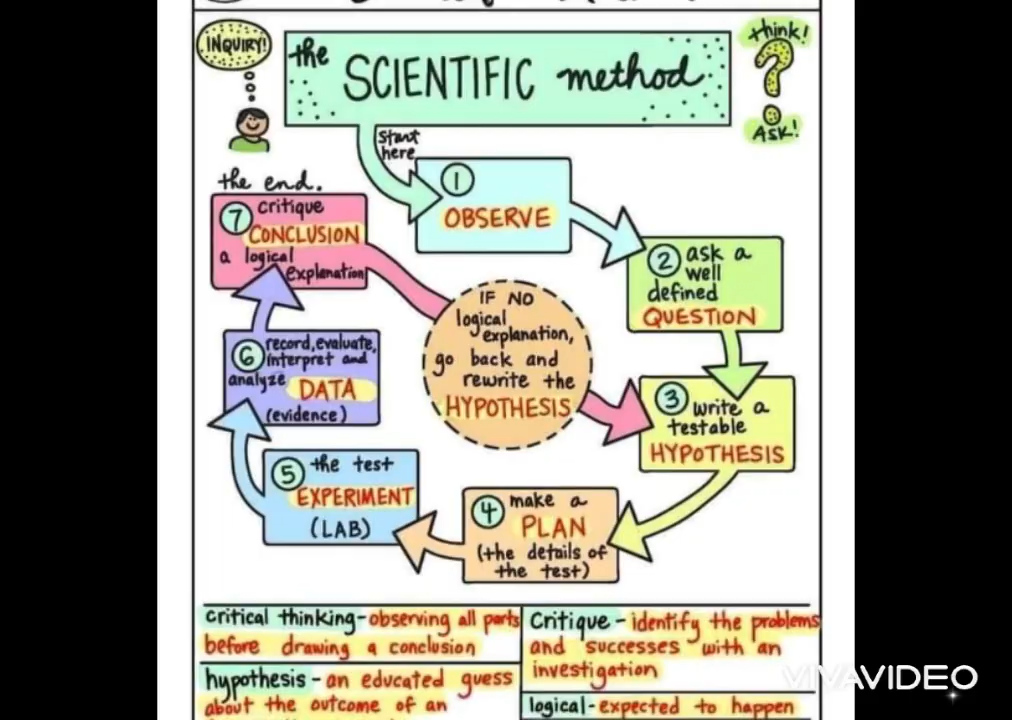 INQUIRY!
the
SCIENTIFIC method
think!
?
ASK!
start
here
1
OBSERVE
2 ask a
well
defined
QUESTION
3 write a
testable
HYPOTHESIS
4 make a
PLAN
(the details of
the test)
5 the test
EXPERIMENT
(LAB)
6 record, evaluate,
interpret and
analyze DATA
(evidence)
the end.
7 critique
CONCLUSION
a logical
explanation
IF NO
logical
explanation,
go back and
rewrite the
HYPOTHESIS
critical thinking - observing all parts
before drawing a conclusion
hypothesis - an educated guess
about the outcome of an
Critique - identify the problems
and successes with an
investigation
logical - expected to happen
VIVAVIDEO